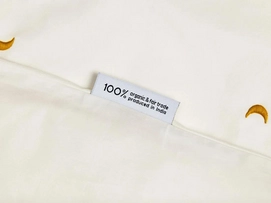 100% organic & fair trade
produced in India